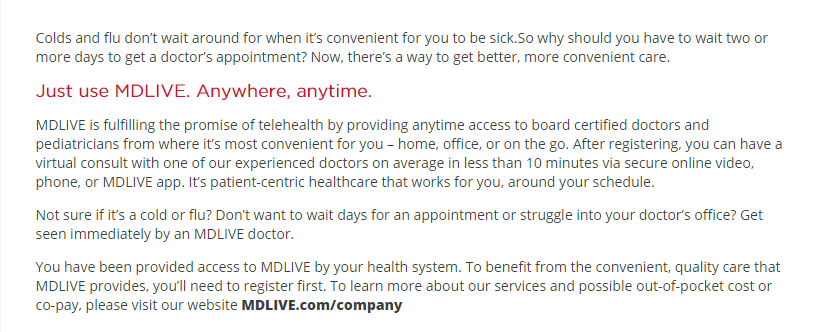 Colds and flu don't wait around for when it's convenient for you to be sick.So why should you have to wait two or
more days to get a doctor's appointment? Now, there's a way to get better, more convenient care.
Just use MDLIVE. Anywhere, anytime.
MDLIVE is fulfilling the promise of telehealth by providing anytime access to board certified doctors and
pediatricians from where it's most convenient for you – home, office, or on the go. After registering, you can have a
virtual consult with one of our experienced doctors on average in less than 10 minutes via secure online video,
phone, or MDLIVE app. It's patient-centric healthcare that works for you, around your schedule.
Not sure if it's a cold or flu? Don't want to wait days for an appointment or struggle into your doctor's office? Get
seen immediately by an MDLIVE doctor.
You have been provided access to MDLIVE by your health system. To benefit from the convenient, quality care that
MDLIVE provides, you'll need to register first. To learn more about our services and possible out-of-pocket cost or
co-pay, please visit our website MDLIVE.com/company